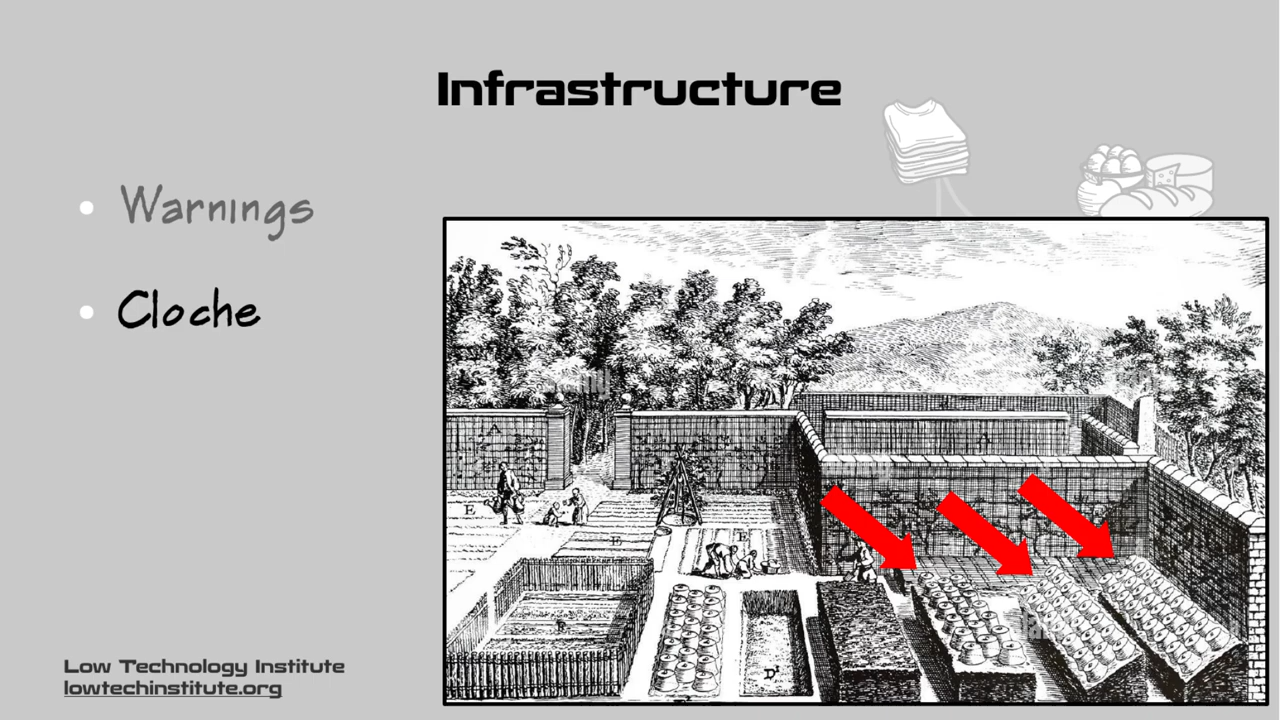 Infrastructure
Warnings
Cloche
A
E
E
D
Low Technology Institute
lowtechinstitute.org